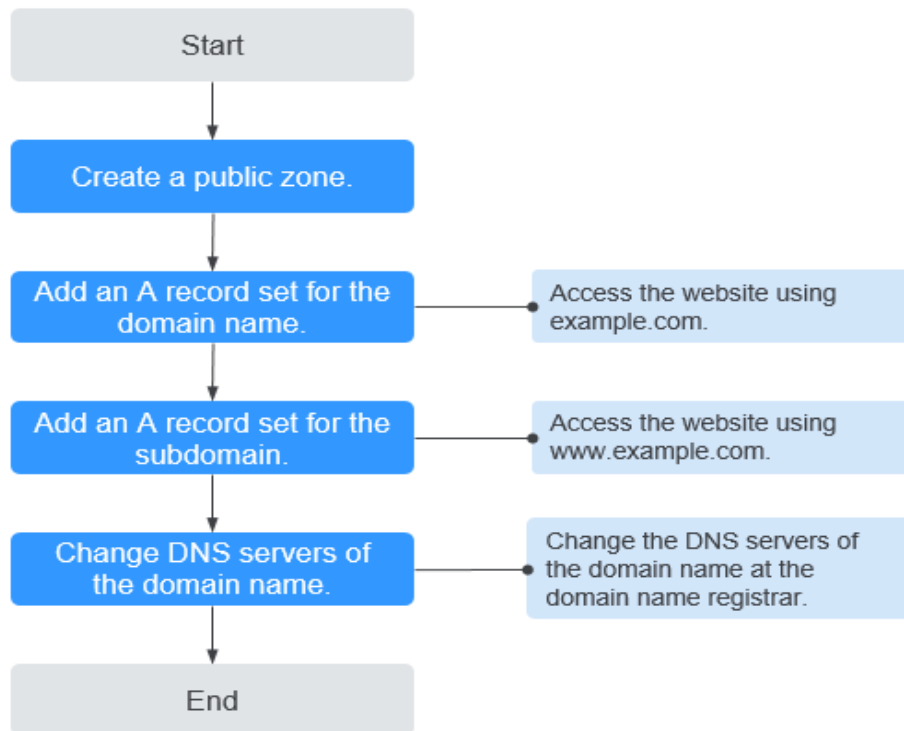 Start
Create a public zone.
Add an A record set for the
domain name.
Access the website using
example.com.
Add an A record set for the
subdomain.
Access the website using
www.example.com.
Change DNS servers of
the domain name.
Change the DNS servers of
the domain name at the
domain name registrar.
End